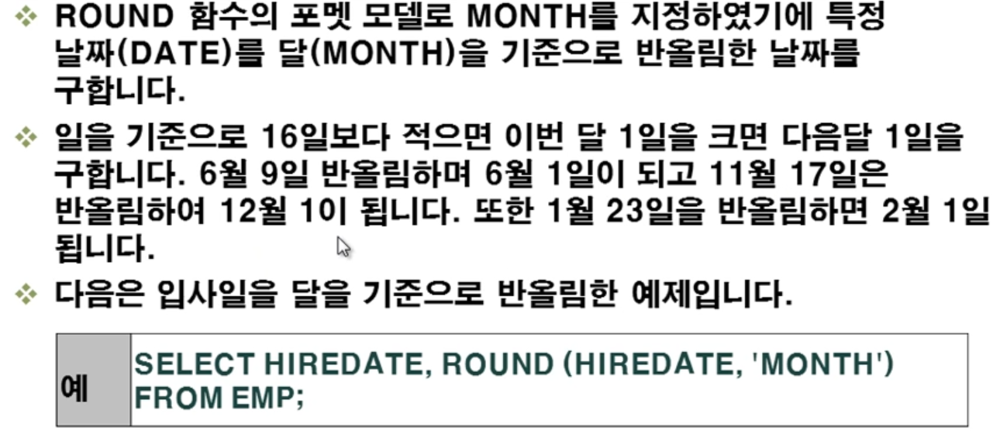 ROUND 함수의 포멧 모델로 MONTH를 지정하였기에 특정
날짜(DATE)를 달(MONTH)을 기준으로 반올림한 날짜를
구합니다.
일을 기준으로 16일보다 적으면 이번 달 1일을 크면 다음달 1일을
구합니다. 6월 9일 반올림하며 6월 1일이 되고 11월 17일은
반올림하여 12월 1이 됩니다. 또한 1월 23일을 반올림하면 2월 1일
됩니다.
다음은 입사일을 달을 기준으로 반올림한 예제입니다.
예
SELECT HIREDATE, ROUND (HIREDATE, 'MONTH')
FROM EMP;